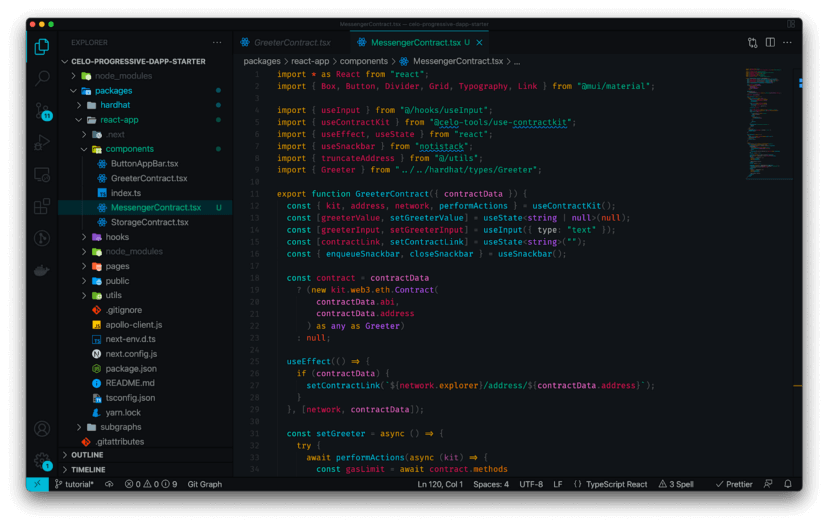 MessengerContract.tsx — celo-progressive-dapp-starter
EXPLORER
CELO-PROGRESSIVE-DAPP-STARTER
node_modules
packages
hardhat
react-app
.next
components
ButtonAppBar.tsx
GreeterContract.tsx
index.ts
MessengerContract.tsx U
StorageContract.tsx
hooks
node_modules
pages
public
utils
.gitignore
apollo-client.js
next-env.d.ts
next.config.js
package.json
README.md
tsconfig.json
yarn.lock
subgraphs
.gitattributes
OUTLINE
TIMELINE
11
1
GreeterContract.tsx
MessengerContract.tsx U
packages > react-app > components > MessengerContract.tsx > ...
1 import * as React from "react";
2 import { Box, Button, Divider, Grid, Typography, Link } from "@mui/material";
3
4 import { useInput } from "@/hooks/useInput";
5 import { useContractKit } from "@celo-tools/use-contractkit";
6 import { useEffect, useState } from "react";
7 import { useSnackbar } from "notistack";
8 import { truncateAddress } from "@/utils";
9 import { Greeter } from "../../hardhat/types/Greeter";
10
11 export function GreeterContract({ contractData }) {
12 const { kit, address, network, performActions } = useContractKit();
13 const [greeterValue, setGreeterValue] = useState<string | null>(null);
14 const [greeterInput, setGreeterInput] = useInput({ type: "text" });
15 const [contractLink, setContractLink] = useState<string>("");
16 const { enqueueSnackbar, closeSnackbar } = useSnackbar();
17
18 const contract = contractData
19 ? (new kit.web3.eth.Contract(
20 contractData.abi,
21 contractData.address
22 ) as any as Greeter)
23 : null;
24
25 useEffect(() => {
26 if (contractData) {
27 setContractLink(`${network.explorer}/address/${contractData.address}`);
28 }
29 }, [network, contractData]);
30
31 const setGreeter = async () => {
32 try {
33 await performActions(async (kit) => {
34 const gasLimit = await contract.methods
tutorial* 0 0 9 Git Graph Ln 120, Col 1 Spaces: 4 UTF-8 LF {} TypeScript React 3 Spell Prettier